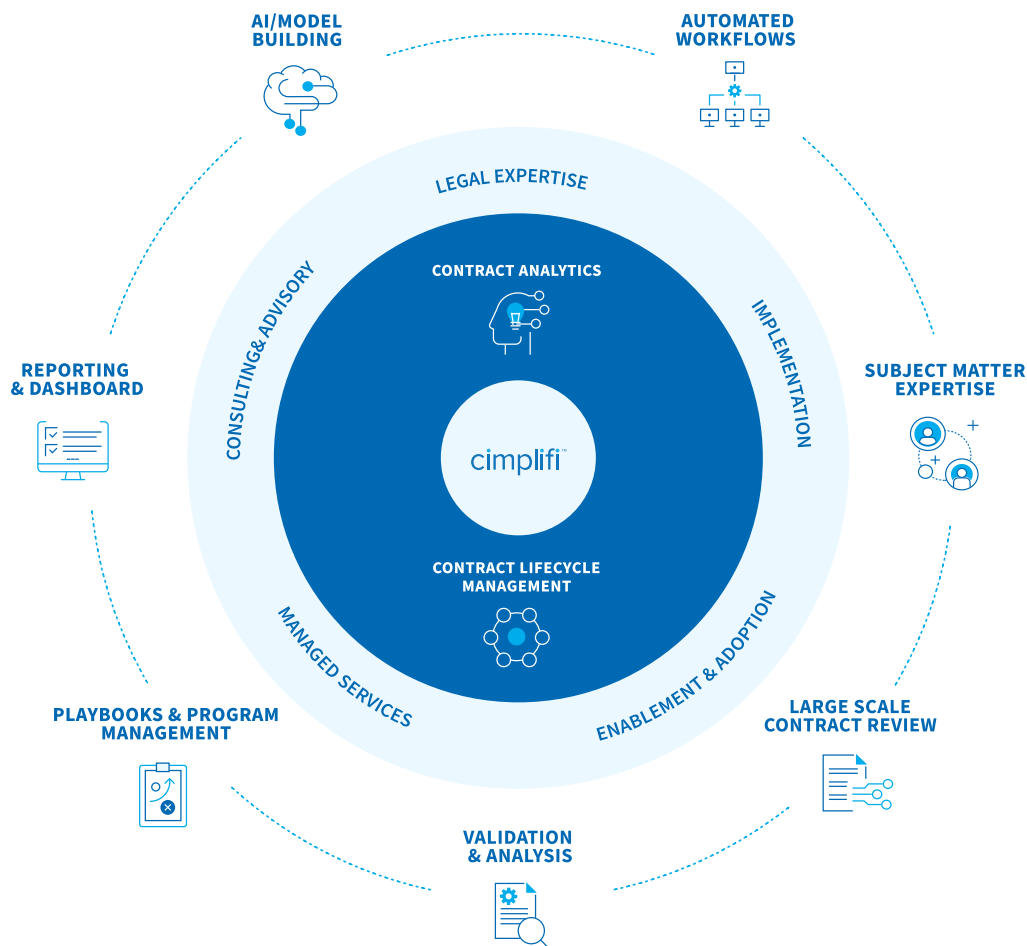 AI/MODEL
BUILDING
AUTOMATED
WORKFLOWS
LEGAL EXPERTISE
CONSULTING& ADVISORY
CONTRACT ANALYTICS
IMPLEMENTATION
REPORTING
& DASHBOARD
SUBJECT MATTER
EXPERTISE
cimplifi™
CONTRACT LIFECYCLE
MANAGEMENT
MANAGED SERVICES
ENABLEMENT & ADOPTION
PLAYBOOKS & PROGRAM
MANAGEMENT
LARGE SCALE
CONTRACT REVIEW
VALIDATION
& ANALYSIS